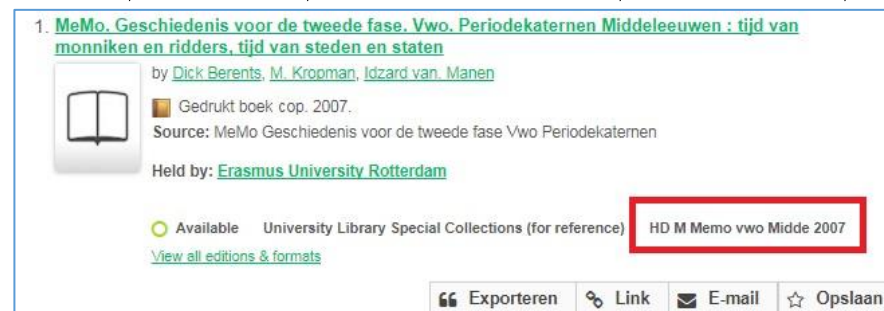 1. MeMo. Geschiedenis voor de tweede fase. Vwo. Periodekaternen Middeleeuwen : tijd van
monniken en ridders, tijd van steden en staten
by Dick Berents, M. Kropman, Idzard van. Manen
Gedrukt boek cop. 2007.
Source: MeMo Geschiedenis voor de tweede fase Vwo Periodekaternen
Held by: Erasmus University Rotterdam
Available University Library Special Collections (for reference) HD M Memo vwo Midde 2007
View all editions & formats
Exporteren Link E-mail Opslaan